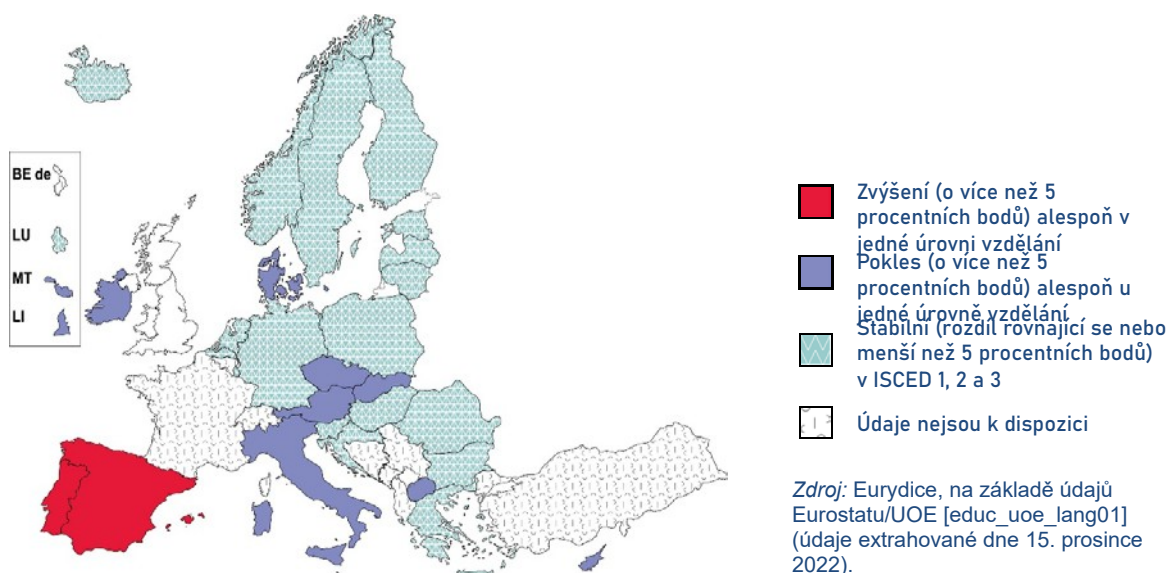 BE de
LU
MT
LI
Zvýšení (o více než 5
procentních bodů) alespoň v
jedné úrovni vzdělání
Pokles (o více než 5
procentních bodů) alespoň u
jedné úrovně vzdělání
Stabilní (rozdíl rovnající se nebo
menší než 5 procentních bodů)
v ISCED 1, 2 a 3
Údaje nejsou k dispozici
Zdroj: Eurydice, na základě údajů
Eurostatu/UOE [educ_uoe_lang01]
(údaje extrahované dne 15. prosince
2022).